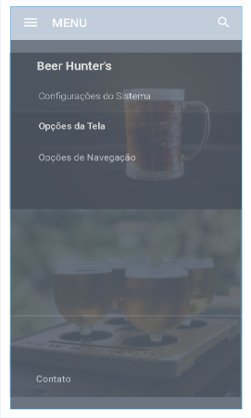 MENU
Beer Hunter's
Configurações do Sistema
Opções da Tela
Opções de Navegação
Contato